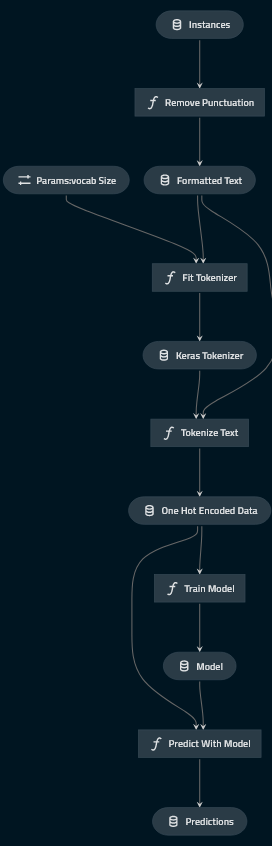 Instances
Remove Punctuation
Params:vocab Size
Formatted Text
Fit Tokenizer
Keras Tokenizer
Tokenize Text
One Hot Encoded Data
Train Model
Model
Predict With Model
Predictions